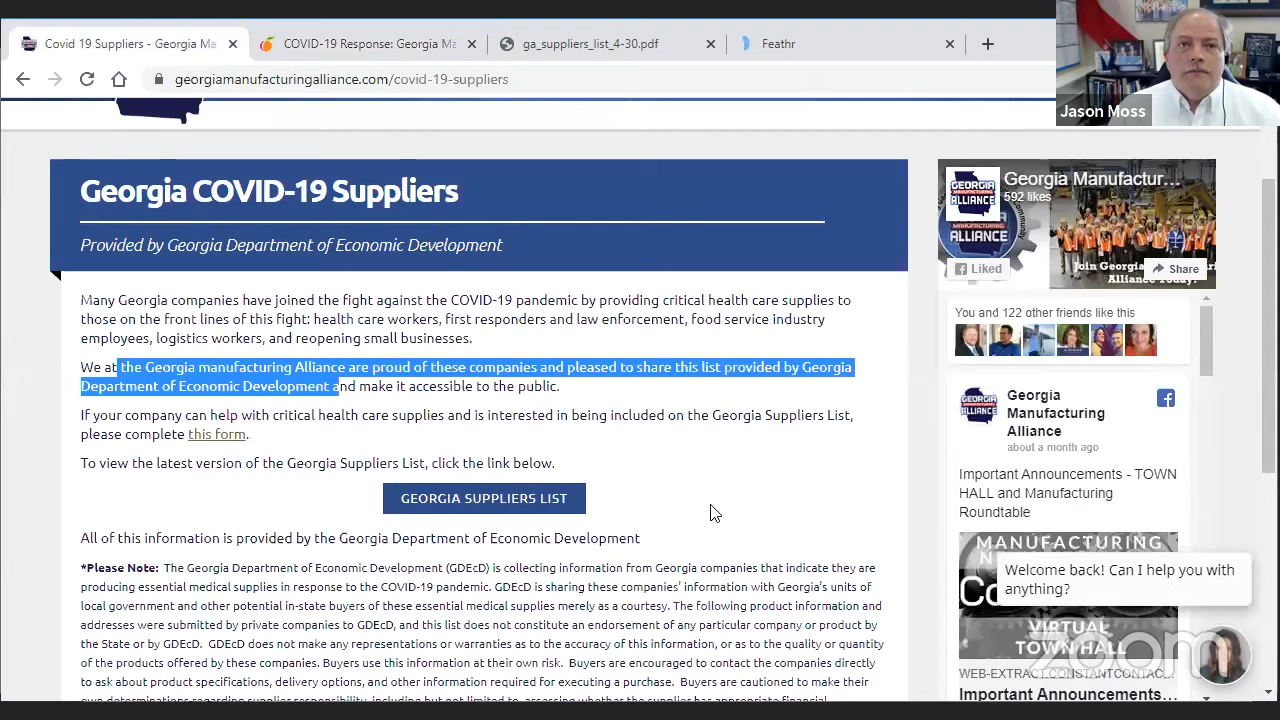 Covid 19 Suppliers - Georgia Ma
COVID-19 Response: Georgia M
ga_suppliers_list_4-30.pdf
Feathr
georgiamanufacturingalliance.com/covid-19-suppliers
Jason Moss
Georgia COVID-19 Suppliers
Provided by Georgia Department of Economic Development
Many Georgia companies have joined the fight against the COVID-19 pandemic by providing critical health care supplies to
those on the front lines of this fight: health care workers, first responders and law enforcement, food service industry
employees, logistics workers, and reopening small businesses.
We at the Georgia manufacturing Alliance are proud of these companies and pleased to share this list provided by Georgia
Department of Economic Development and make it accessible to the public.
If your company can help with critical health care supplies and is interested in being included on the Georgia Suppliers List,
please complete this form.
To view the latest version of the Georgia Suppliers List, click the link below.
GEORGIA SUPPLIERS LIST
All of this information is provided by the Georgia Department of Economic Development
*Please Note: The Georgia Department of Economic Development (GDEcD) is collecting information from Georgia companies that indicate they are
producing essential medical supplies in response to the COVID-19 pandemic. GDEcD is sharing these companies' information with Georgia's units of
local government and other potential in-state buyers of these essential medical supplies merely as a courtesy. The following product information and
addresses were submitted by private companies to GDECD, and this list does not constitute an endorsement of any particular company or product by
the State or by GDEcD. GDEcD does not make any representations or warranties as to the accuracy of this information, or as to the quality or quantity
of the products offered by these companies. Buyers use this information at their own risk. Buyers are encouraged to contact the companies directly
to ask about product specifications, delivery options, and other information required for executing a purchase. Buyers are cautioned to make their
GEORGIA
MANUFACTURING
ALLIANCE
Georgia Manufactur...
592 likes
ALLIANCE
Liked
Join Georgia
Alliance Today!
Share
You and 122 other friends like this
Georgia
Manufacturing
Alliance
about a month ago
Important Announcements - TOWN
HALL and Manufacturing
Roundtable
MANUFACTURING
Welcome back! Can I help you with
anything?
VIRTUAL
TOWN HALL
zoom
WEB-EXTRACT.CONSTANTCONTAC...
Important Announcements...